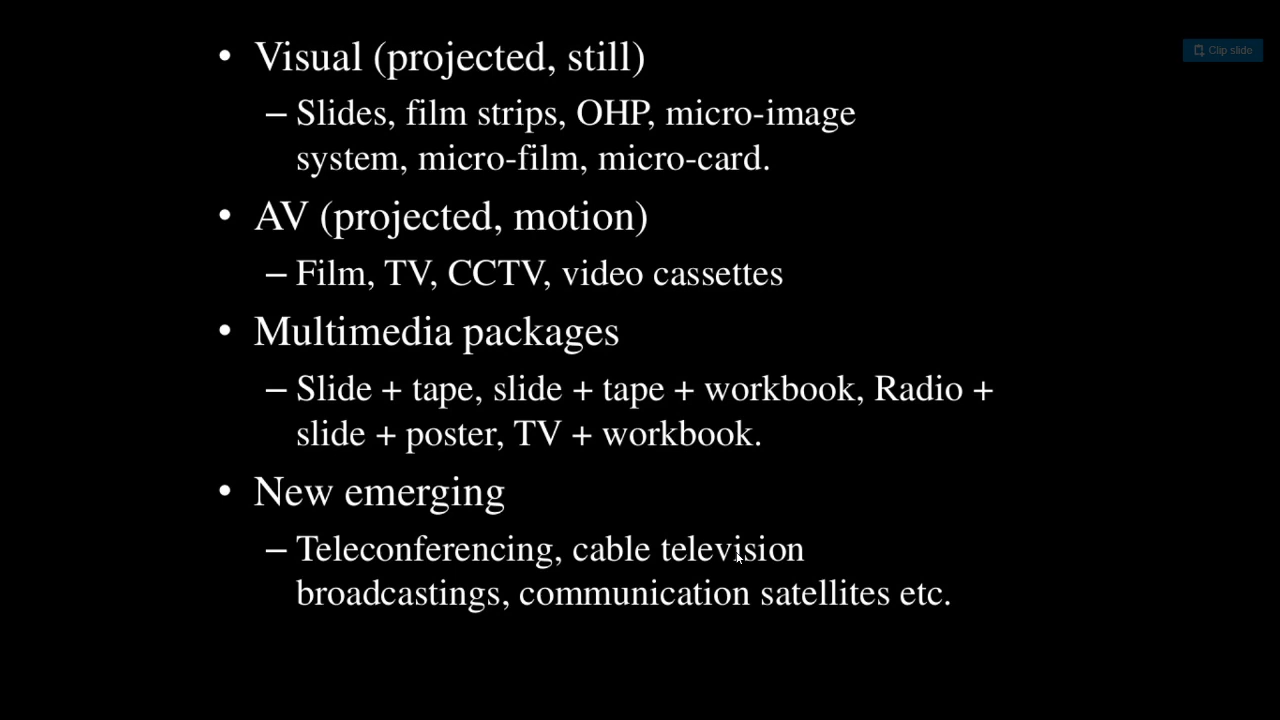 • Visual (projected, still)
Clip slide
– Slides, film strips, OHP, micro-image
system, micro-film, micro-card.
• AV (projected, motion)
– Film, TV, CCTV, video cassettes
• Multimedia packages
– Slide + tape, slide + tape + workbook, Radio +
slide + poster, TV + workbook.
• New emerging
– Teleconferencing, cable television
broadcastings, communication satellites etc.